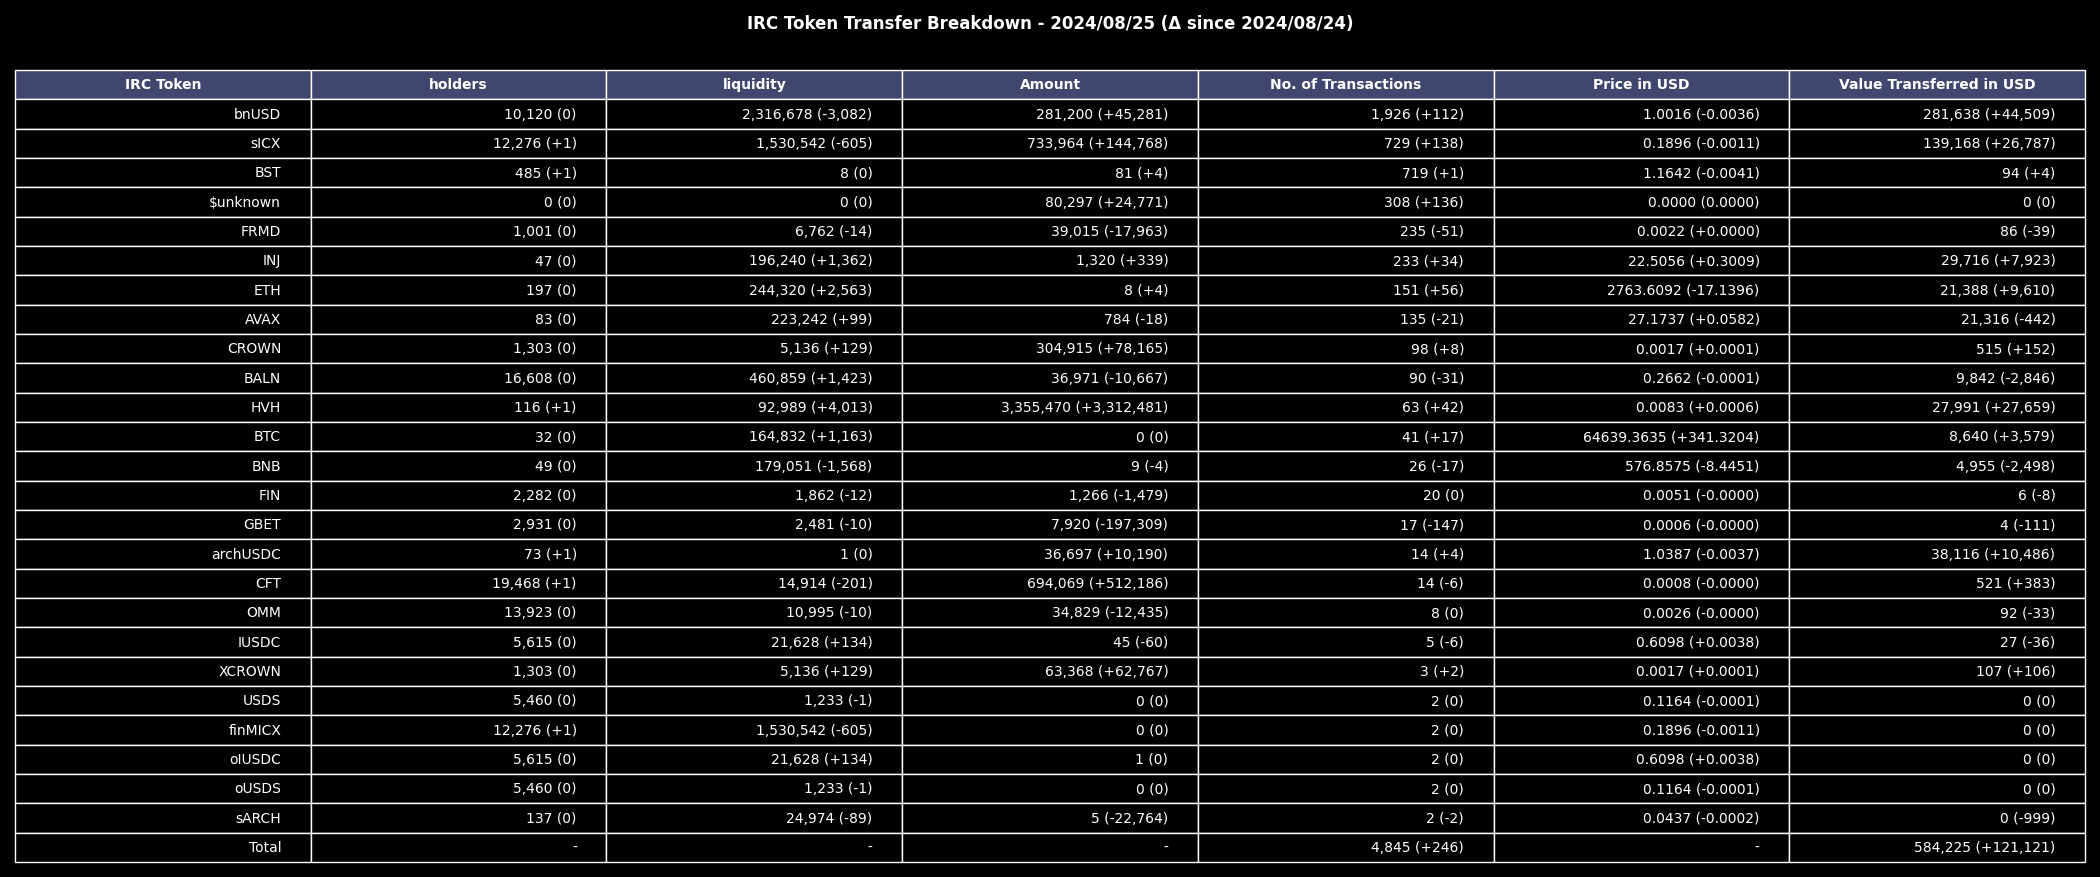 IRC Token Transfer Breakdown - 2024/08/25 (Δ since 2024/08/24)
IRC Token holders liquidity Amount No. of Transactions Price in USD Value Transferred in USD
bnUSD 10,120 (0) 2,316,678 (-3,082) 281,200 (+45,281) 1,926 (+112) 1.0016 (-0.0036) 281,638 (+44,509)
sICX 12,276 (+1) 1,530,542 (-605) 733,964 (+144,768) 729 (+138) 0.1896 (-0.0011) 139,168 (+26,787)
BST 485 (+1) 8 (0) 81 (+4) 719 (+1) 1.1642 (-0.0041) 94 (+4)
$unknown 0 (0) 0 (0) 80,297 (+24,771) 308 (+136) 0.0000 (0.0000) 0 (0)
FRMD 1,001 (0) 6,762 (-14) 39,015 (-17,963) 235 (-51) 0.0022 (+0.0000) 86 (-39)
INJ 47 (0) 196,240 (+1,362) 1,320 (+339) 233 (+34) 22.5056 (+0.3009) 29,716 (+7,923)
ETH 197 (0) 244,320 (+2,563) 8 (+4) 151 (+56) 2763.6092 (-17.1396) 21,388 (+9,610)
AVAX 83 (0) 223,242 (+99) 784 (-18) 135 (-21) 27.1737 (+0.0582) 21,316 (-442)
CROWN 1,303 (0) 5,136 (+129) 304,915 (+78,165) 98 (+8) 0.0017 (+0.0001) 515 (+152)
BALN 16,608 (0) 460,859 (+1,423) 36,971 (-10,667) 90 (-31) 0.2662 (-0.0001) 9,842 (-2,846)
HVH 116 (+1) 92,989 (+4,013) 3,355,470 (+3,312,481) 63 (+42) 0.0083 (+0.0006) 27,991 (+27,659)
BTC 32 (0) 164,832 (+1,163) 0 (0) 41 (+17) 64639.3635 (+341.3204) 8,640 (+3,579)
BNB 49 (0) 179,051 (-1,568) 9 (-4) 26 (-17) 576.8575 (-8.4451) 4,955 (-2,498)
FIN 2,282 (0) 1,862 (-12) 1,266 (-1,479) 20 (0) 0.0051 (-0.0000) 6 (-8)
GBET 2,931 (0) 2,481 (-10) 7,920 (-197,309) 17 (-147) 0.0006 (-0.0000) 4 (-111)
archUSDC 73 (+1) 1 (0) 36,697 (+10,190) 14 (+4) 1.0387 (-0.0037) 38,116 (+10,486)
CFT 19,468 (+1) 14,914 (-201) 694,069 (+512,186) 14 (-6) 0.0008 (-0.0000) 521 (+383)
OMM 13,923 (0) 10,995 (-10) 34,829 (-12,435) 8 (0) 0.0026 (-0.0000) 92 (-33)
IUSDC 5,615 (0) 21,628 (+134) 45 (-60) 5 (-6) 0.6098 (+0.0038) 27 (-36)
XCROWN 1,303 (0) 5,136 (+129) 63,368 (+62,767) 3 (+2) 0.0017 (+0.0001) 107 (+106)
USDS 5,460 (0) 1,233 (-1) 0 (0) 2 (0) 0.1164 (-0.0001) 0 (0)
finMICX 12,276 (+1) 1,530,542 (-605) 0 (0) 2 (0) 0.1896 (-0.0011) 0 (0)
oIUSDC 5,615 (0) 21,628 (+134) 1 (0) 2 (0) 0.6098 (+0.0038) 0 (0)
oUSDS 5,460 (0) 1,233 (-1) 0 (0) 2 (0) 0.1164 (-0.0001) 0 (0)
sARCH 137 (0) 24,974 (-89) 5 (-22,764) 2 (-2) 0.0437 (-0.0002) 0 (-999)
Total - - - 4,845 (+246) - 584,225 (+121,121)